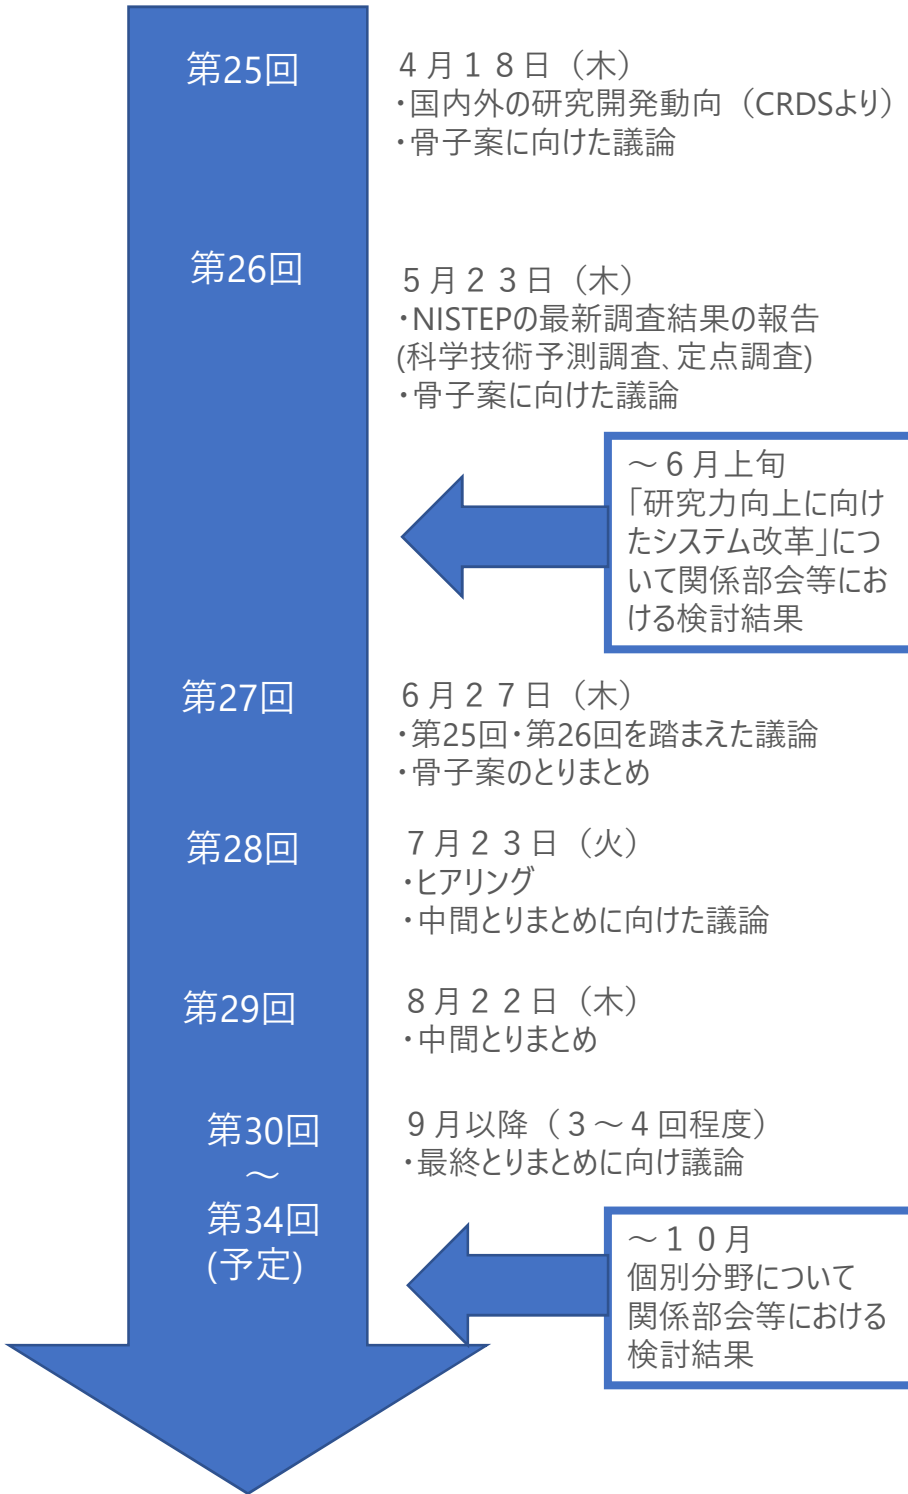 第25回
４月１８日（木）
・国内外の研究開発動向（CRDSより）
・骨子案に向けた議論
第26回
５月２３日（木）
・NISTEPの最新調査結果の報告
(科学技術予測調査、定点調査)
・骨子案に向けた議論
～６月上旬
「研究力向上に向け
たシステム改革」につ
いて関係部会等にお
ける検討結果
第27回
６月２７日（木）
・第25回・第26回を踏まえた議論
・骨子案のとりまとめ
第28回
７月２３日（火）
・ヒアリング
・中間とりまとめに向けた議論
第29回
８月２２日（木）
・中間とりまとめ
第30回
～
第34回
(予定)
９月以降（３～４回程度）
・最終とりまとめに向け議論
～１０月
個別分野について
関係部会等における
検討結果